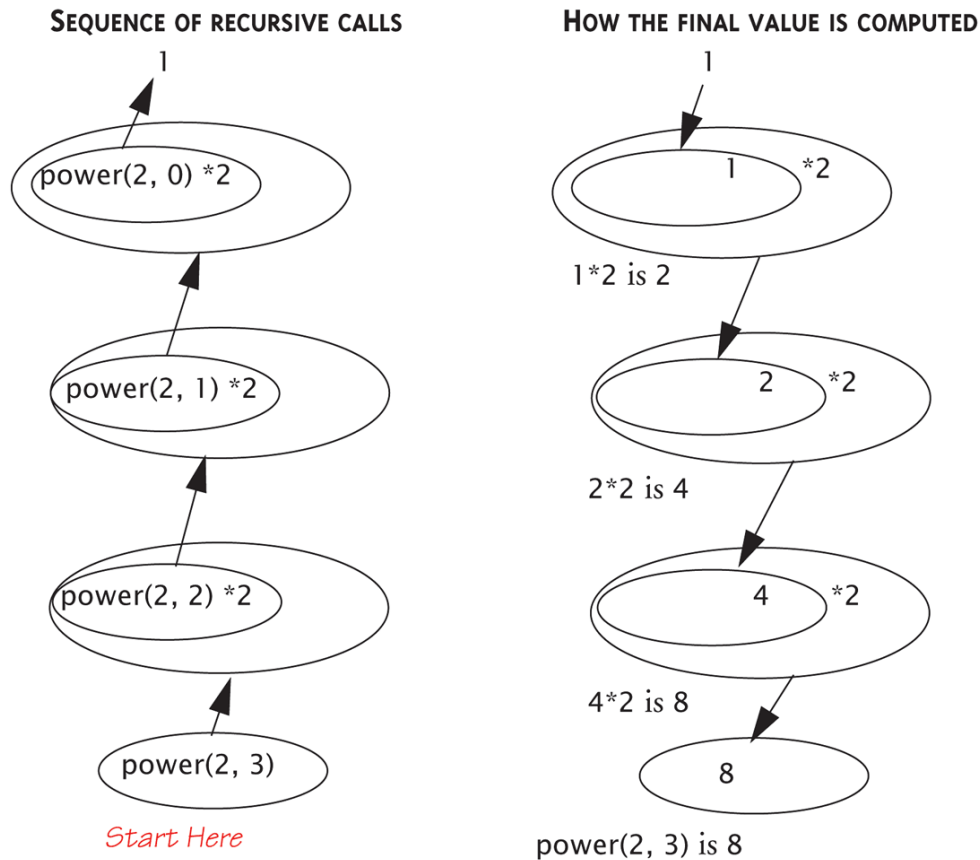 SEQUENCE OF RECURSIVE CALLS
1
power(2, 0) *2
power(2, 1) *2
power(2, 2) *2
power(2, 3)
Start Here
HOW THE FINAL VALUE IS COMPUTED
1
1 *2
1*2 is 2
2 *2
2*2 is 4
4 *2
4*2 is 8
8
power(2, 3) is 8